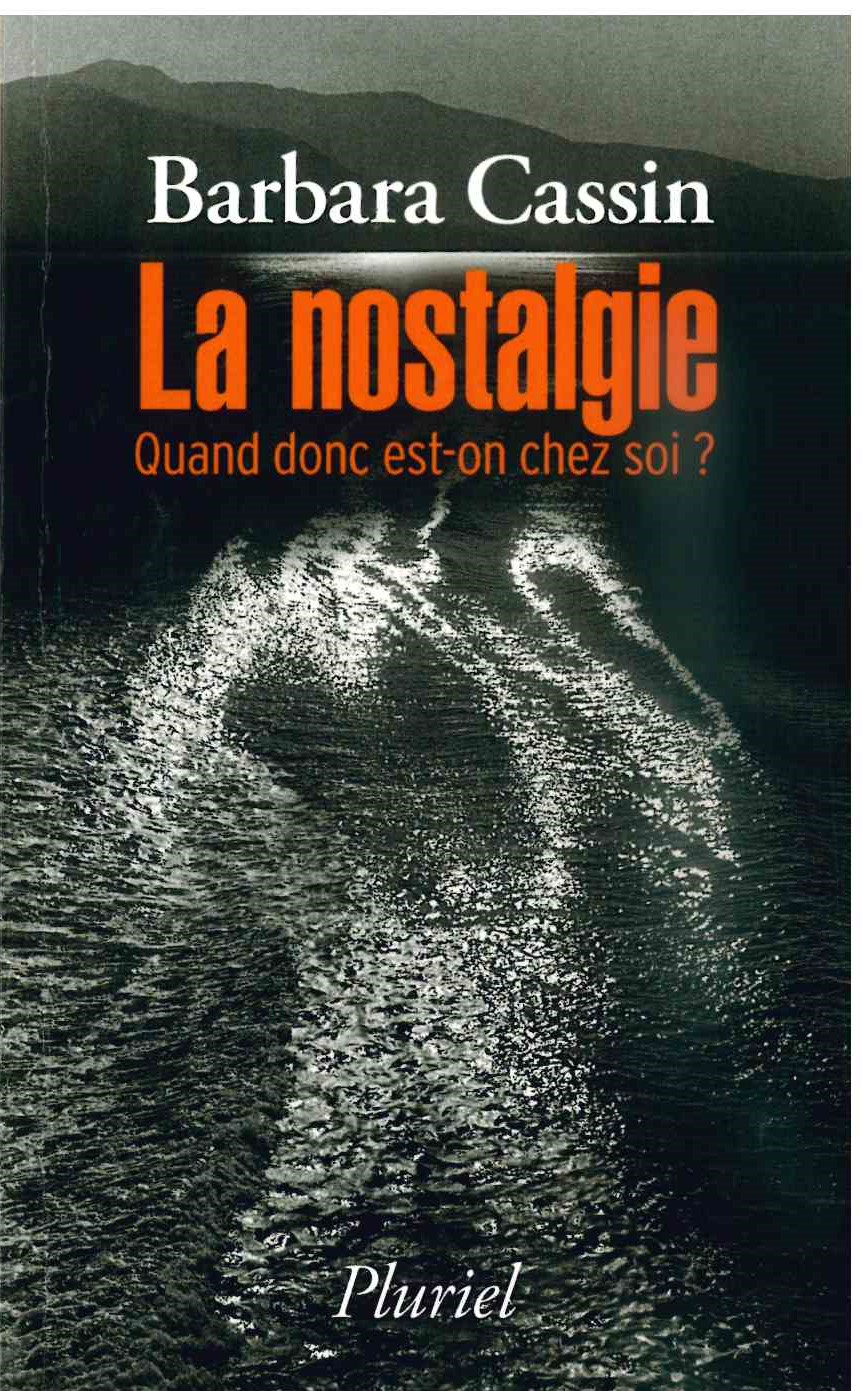 Barbara Cassin
La nostalgie
Quand donc est-on chez soi ?
Pluriel